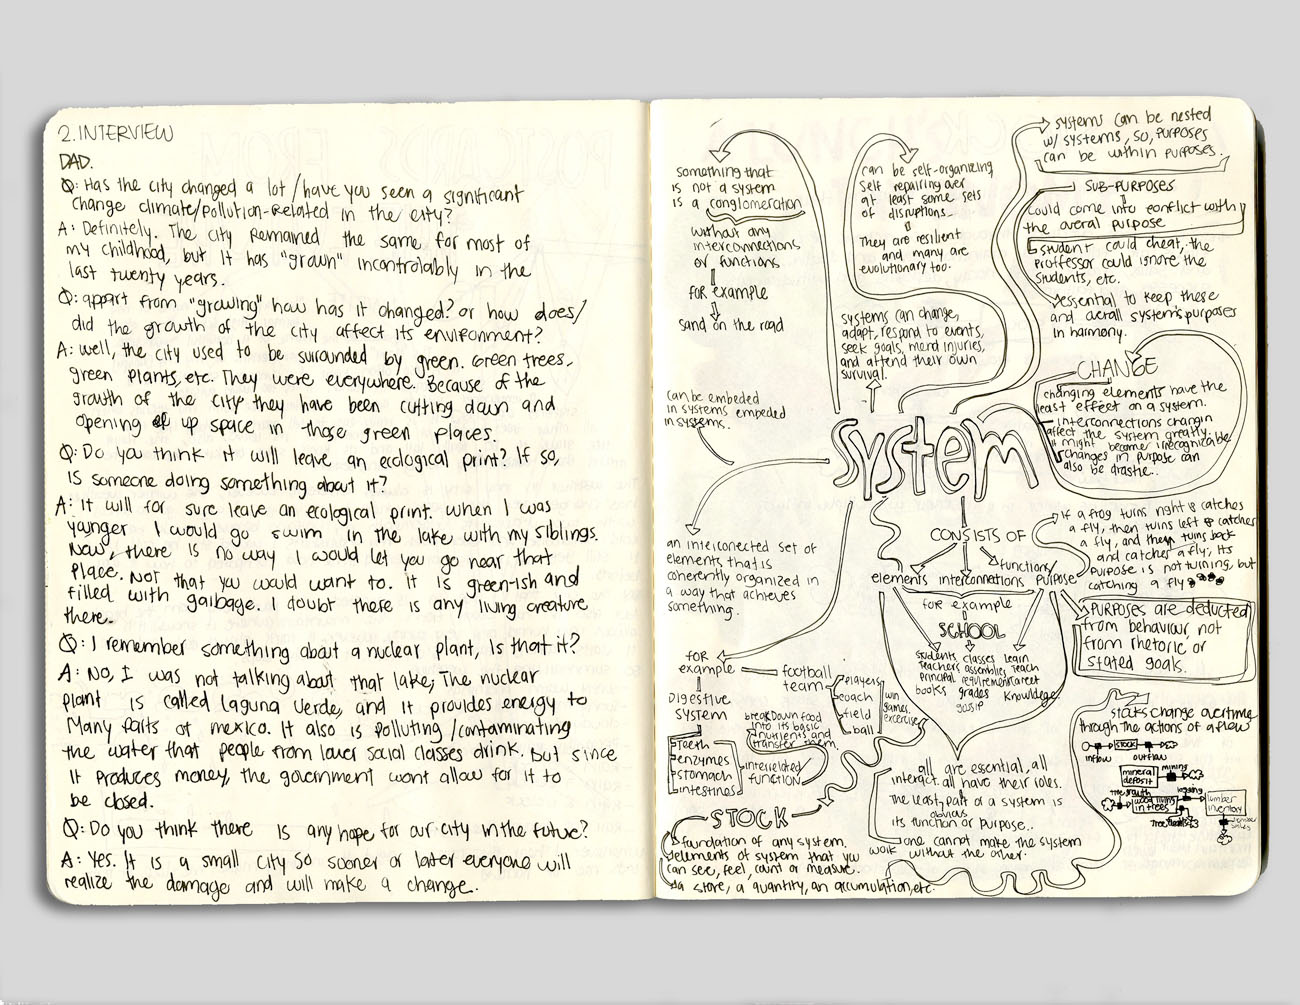 2. INTERVIEW
DAD.
Q: Has the city changed a lot / have you seen a significant
change climate/pollution-related in the city?
A: Definitely. The city remained the same for most of
my childhood, but it has "grown" incontrolably in the
last twenty years.
Q: appart from "growing" how has it changed? or how does/
did the growth of the city affect its environment?
A: well, the city used to be surrounded by green. Green trees,
green plants, etc. They were everywhere. Because of the
growth of the city they have been cutting down and
opening up space in those green places.
Q: Do you think it will leave an ecological print? If so,
is someone doing something about it?
A: It will for sure leave an ecological print. When I was
younger I would go swim in the lake with my siblings.
Now, there is no way I would let you go near that
place. Not that you would want to. It is green-ish and
filled with gaibage. I doubt there is any living creature
there.
Q: I remember something about a nuclear plant, Is that it?
A: No, I was not talking about that lake; The nuclear
plant is called Laguna Verde, and it provides energy to
Many parts of mexico. It also is polluting/contaminating
the water that people from lower social classes drink. But since
it produces money, the government wont allow for it to
be closed.
Q: Do you think there is any hope for our city in the future?
A: Yes. It is a small city so sooner or later everyone will
realize the damage and will make a change.
something that
is not a system
is a conglomeration
without any
interconnections
or functions
for example
sand on the road
can be self-organizing
self repairing over
at least some sets
of disruptions
They are resilient
and many are
evolutionary too.
systems can change,
adapt, respond to events,
seek goals, mend injuries,
and attend their own
survival.
systems can be nested
w/ systems, so, purposes
can be within purposes.
SUB-PURPOSES
Could come into conflict with
the overal purpose
student could cheat, the
proffessor could ignore the
students, etc.
essential to keep these
and overall systems purposes
in harmony.
CHANGE
changing elements have the
least effect on a system.
interconnections changin
affect the system greatly.
it might become irrecognizable
changes in purpose can
also be drastic..
can be embeded
in systems embeded
in systems.
System
an interconected set of
elements that is
coherently organized in
a way that achieves
something.
CONSISTS OF
elements interconnections function/ purpose
for example
SCHOOL
students classes learn
teachers assemblies teach
principal requirements
books grades knowledge
gossip
If a frog turns right & catches
a fly, then turns left & catches
a fly, and then turns back
and catches a fly; its
purpose is not turning, but
catching a fly
PURPOSES are deducted
from behaviour, not
from rhetoric or
stated goals.
for
example
football
team
players
coach
field
ball
win
games,
excercise
DIGESTIVE
SYSTEM
Teeth
enzymes
stomach
intestines
interrelated
function
breakdown food
into its basic
nutrients and
transfer them.
all are essential, all
interact. all have their roles.
The least obvious part of a system is
its function or purpose..
one cannot make the system
work without the other.
STOCK
foundation of any system.
elements of system that you
can see, feel, count or measure.
a store, a quantity, an accumulation, etc.
stocks change overtime
through the actions of a flow
stock
inflow
outflow
mineral
deposit
mining
tree growth
wood living
in trees
logging
lumber
inventory